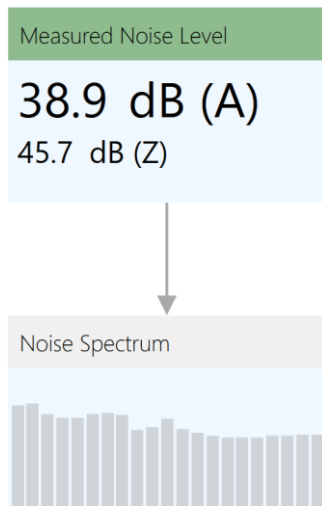 Measured Noise Level
38.9 dB (A)
45.7 dB (Z)
Noise Spectrum